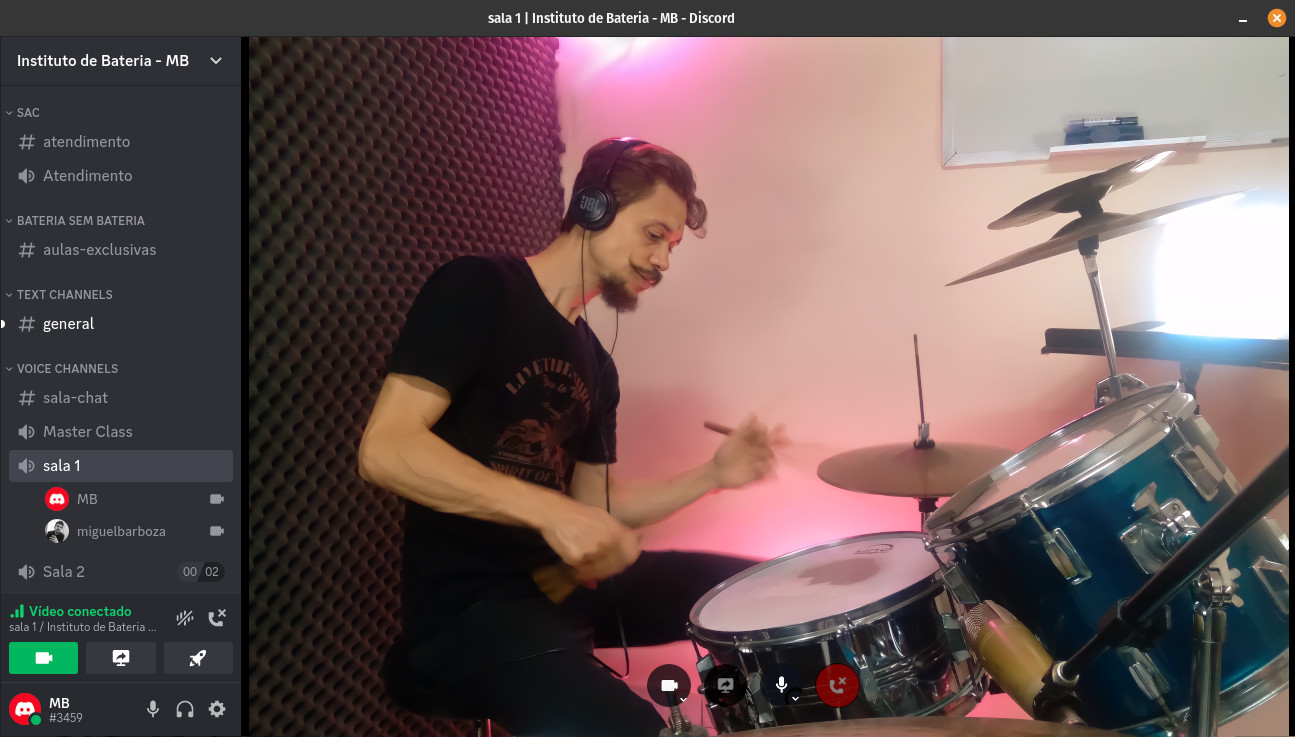 sala 1 | Instituto de Bateria - MB - Discord
Instituto de Bateria - MB
SAC
atendimento
Atendimento
BATERIA SEM BATERIA
aulas-exclusivas
TEXT CHANNELS
general
VOICE CHANNELS
sala-chat
Master Class
sala 1
MB
miguelbarboza
Sala 2
00 02
Vídeo conectado
sala 1 / Instituto de Bateria ...
MB
#3459
JBL